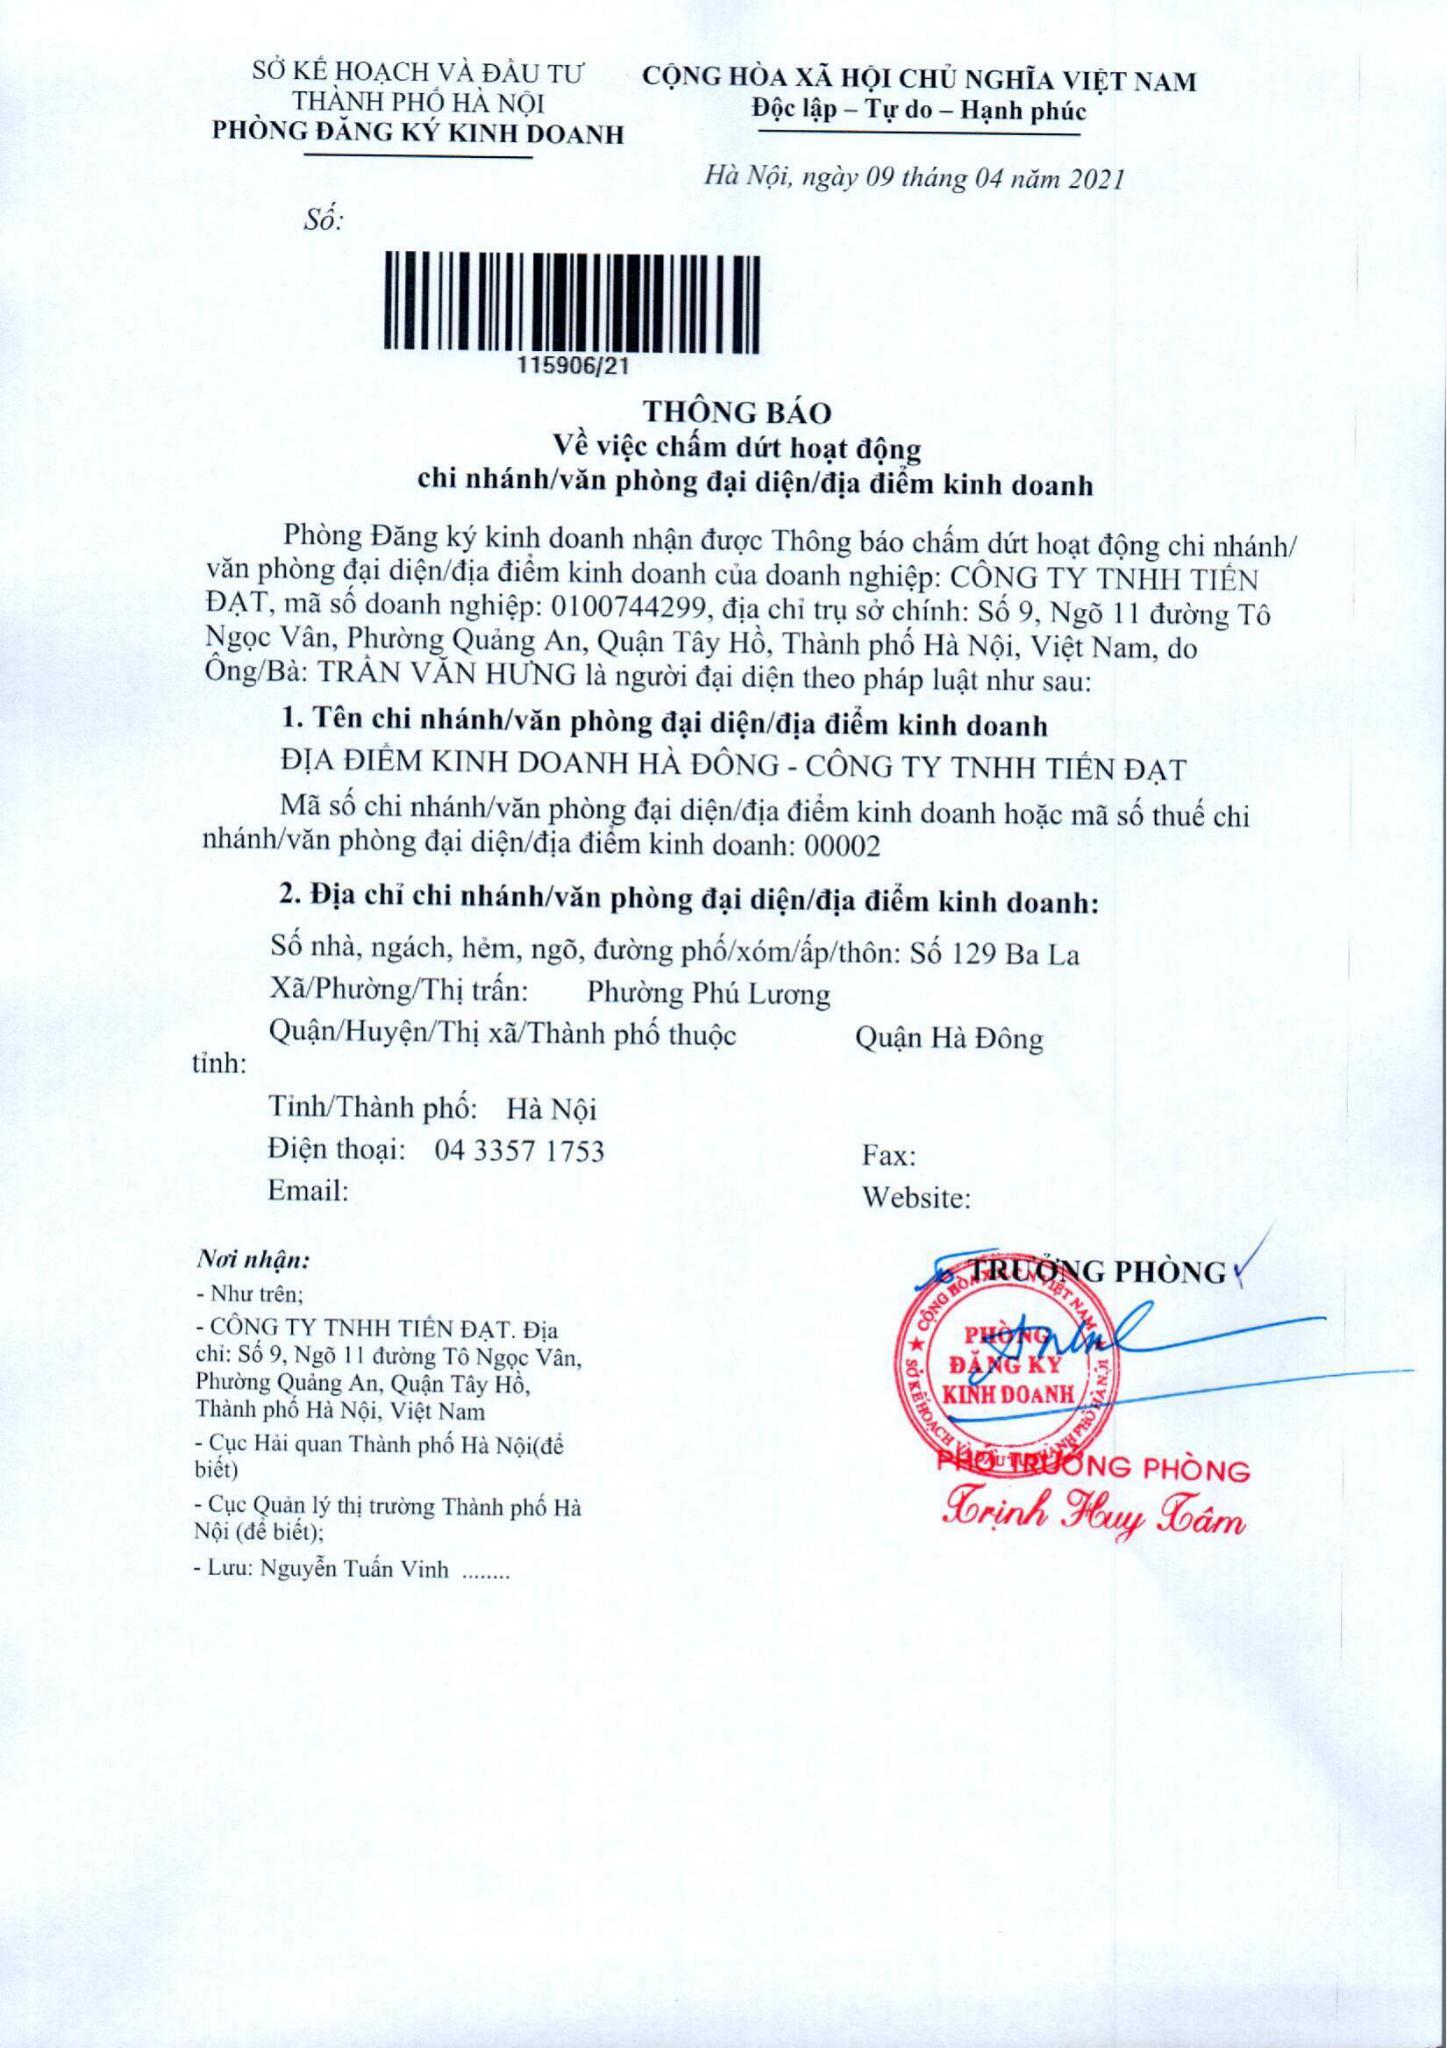 SỞ KẾ HOẠCH VÀ ĐẦU TƯ
THÀNH PHỐ HÀ NỘI
PHÒNG ĐĂNG KÝ KINH DOANH
CỘNG HÒA XÃ HỘI CHỦ NGHĨA VIỆT NAM
Độc lập – Tự do – Hạnh phúc
Hà Nội, ngày 09 tháng 04 năm 2021
Số:
115906/21
THÔNG BÁO
Về việc chấm dứt hoạt động
chi nhánh/văn phòng đại diện/địa điểm kinh doanh
Phòng Đăng ký kinh doanh nhận được Thông báo chấm dứt hoạt động chi nhánh/
văn phòng đại diện/địa điểm kinh doanh của doanh nghiệp: CÔNG TY TNHH TIẾN
ĐẠT, mã số doanh nghiệp: 0100744299, địa chỉ trụ sở chính: Số 9, Ngõ 11 đường Tô
Ngọc Vân, Phường Quảng An, Quận Tây Hồ, Thành phố Hà Nội, Việt Nam, do
Ông/Bà: TRẦN VĂN HƯNG là người đại diện theo pháp luật như sau:
1. Tên chi nhánh/văn phòng đại diện/địa điểm kinh doanh
ĐỊA ĐIỂM KINH DOANH HÀ ĐÔNG - CÔNG TY TNHH TIẾN ĐẠT
Mã số chi nhánh/văn phòng đại diện/địa điểm kinh doanh hoặc mã số thuế chi
nhánh/văn phòng đại diện/địa điểm kinh doanh: 00002
2. Địa chỉ chi nhánh/văn phòng đại diện/địa điểm kinh doanh:
Số nhà, ngách, hẻm, ngõ, đường phố/xóm/ấp/thôn: Số 129 Ba La
Xã/Phường/Thị trấn: Phường Phú Lương
Quận/Huyện/Thị xã/Thành phố thuộc Quận Hà Đông
tỉnh:
Tỉnh/Thành phố: Hà Nội
Điện thoại: 04 3357 1753 Fax:
Email: Website:
Nơi nhận:
- Như trên;
- CÔNG TY TNHH TIẾN ĐẠT. Địa
chỉ: Số 9, Ngõ 11 đường Tô Ngọc Vân,
Phường Quảng An, Quận Tây Hồ,
Thành phố Hà Nội, Việt Nam
- Cục Hải quan Thành phố Hà Nội(để
biết)
- Cục Quản lý thị trường Thành phố Hà
Nội (để biết);
- Lưu: Nguyễn Tuấn Vinh ........
TRƯỞNG PHÒNG
CỘNG HÒA X.H.C.N VIỆT NAM
PHÒNG
ĐĂNG KÝ
KINH DOANH
SỞ KẾ HOẠCH VÀ ĐẦU TƯ THÀNH PHỐ HÀ NỘI
PHÓ TRƯỞNG PHÒNG
Trịnh Huy Tâm